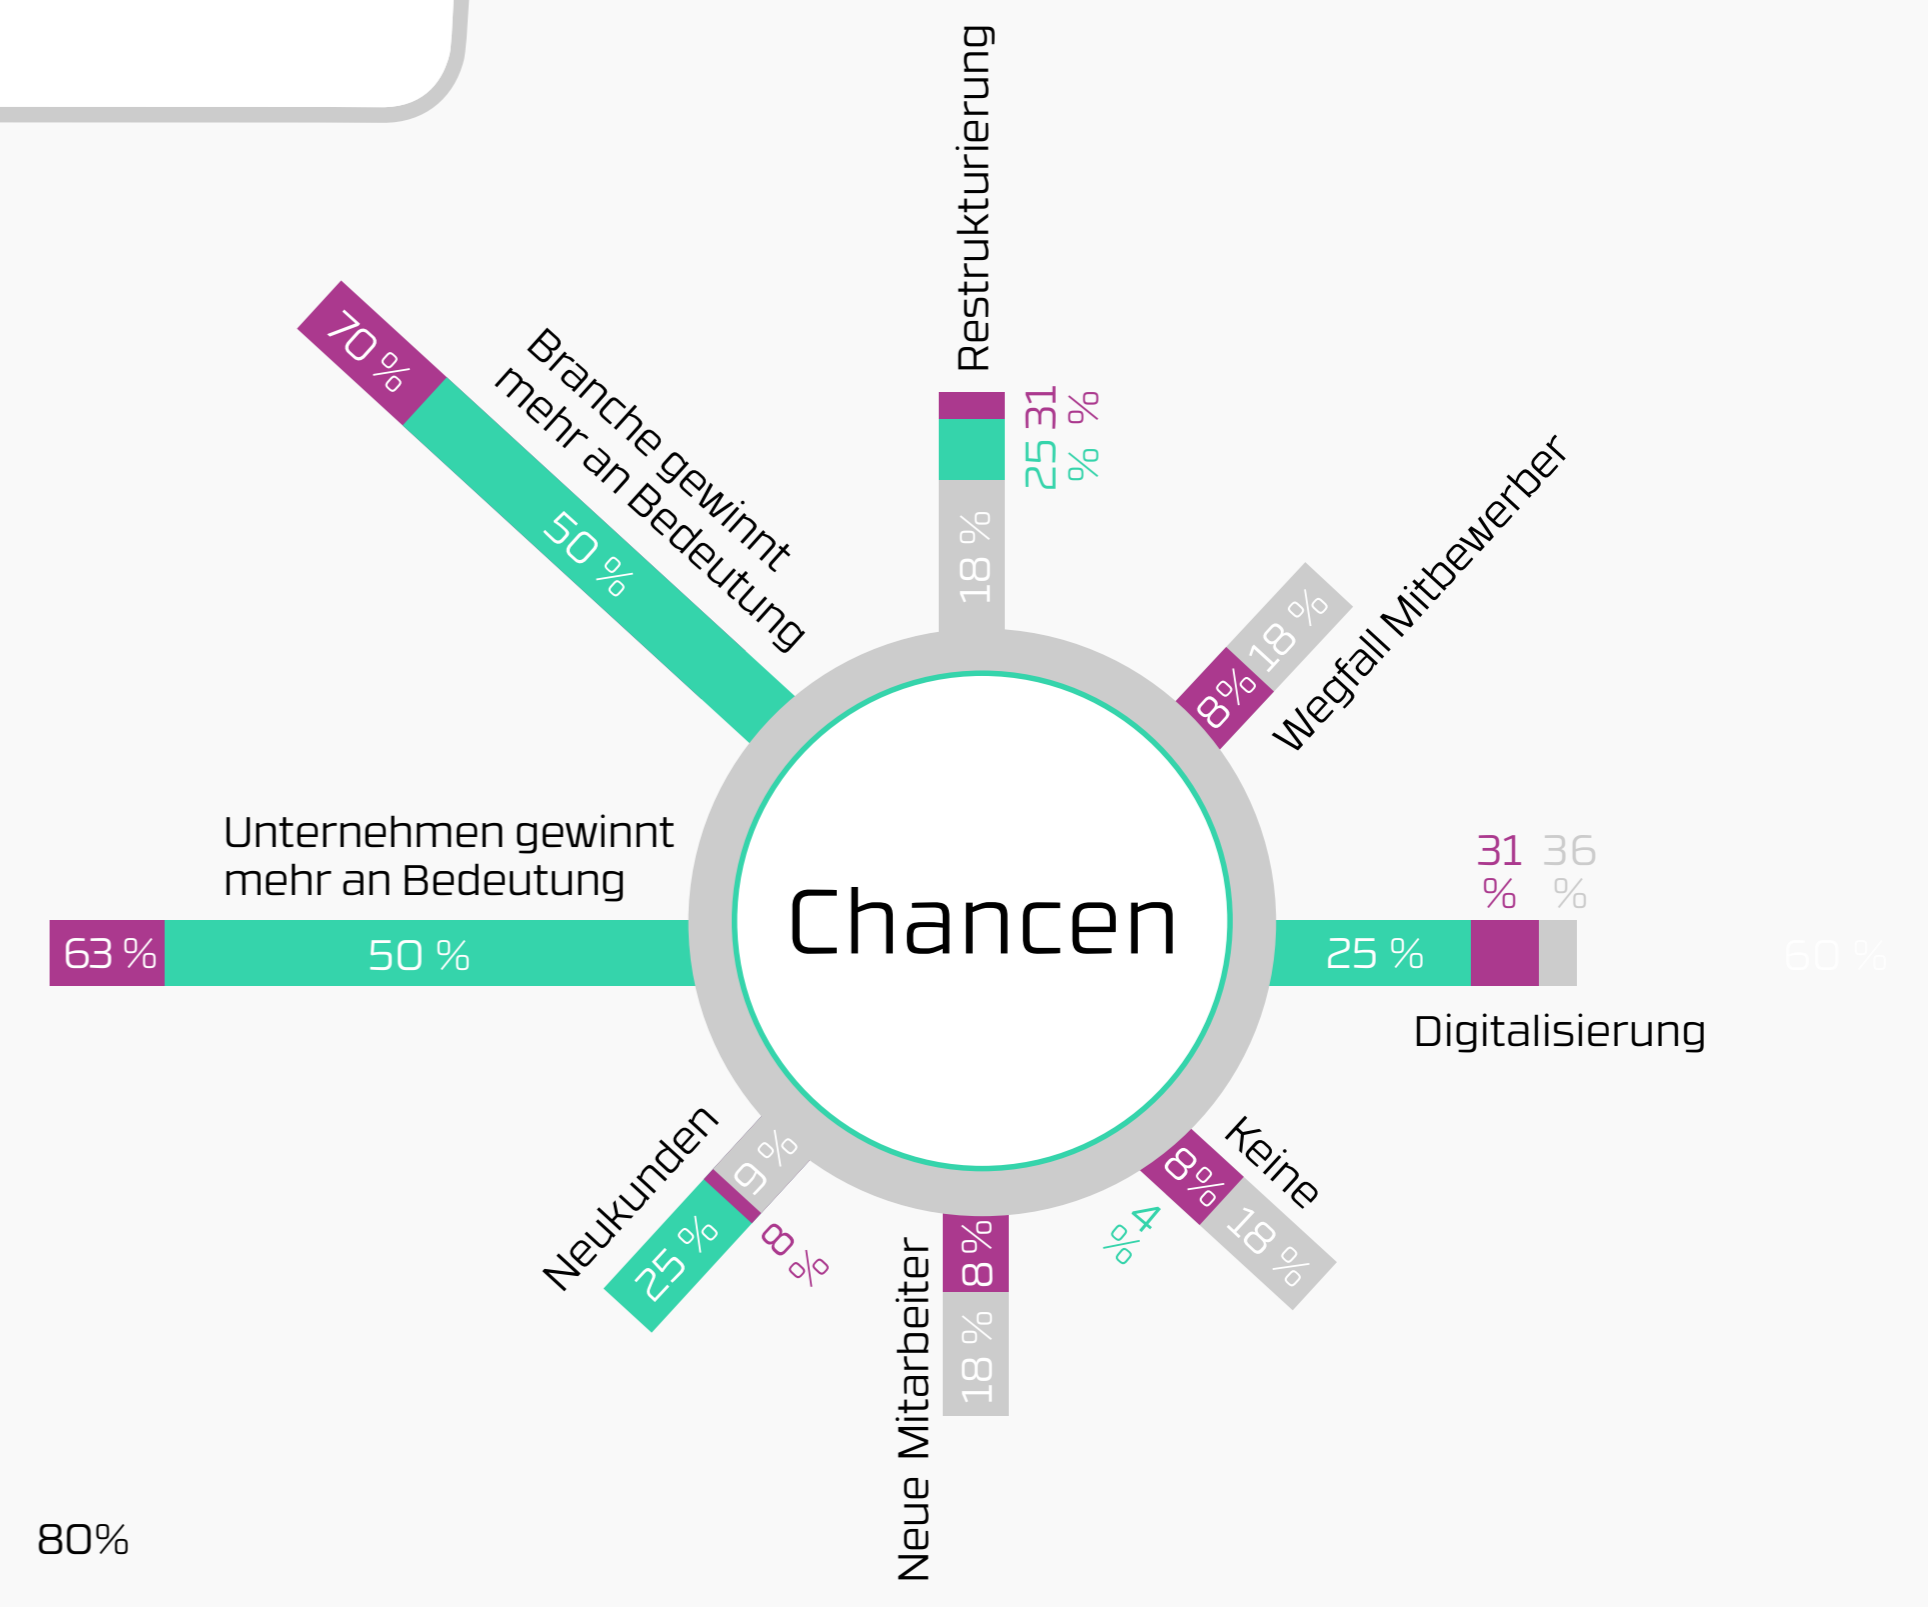 Restrukturierung
31 %
25 %
18 %
Branche gewinnt
mehr an Bedeutung
70 %
50 %
Wegfall Mitbewerber
8%
18 %
Unternehmen gewinnt
mehr an Bedeutung
63 %
50 %
Chancen
31
%
36
%
25 %
60 %
Digitalisierung
Neukunden
9 %
8 %
25 %
Neue Mitarbeiter
8 %
18 %
Keine
8%
18 %
4
%
80%